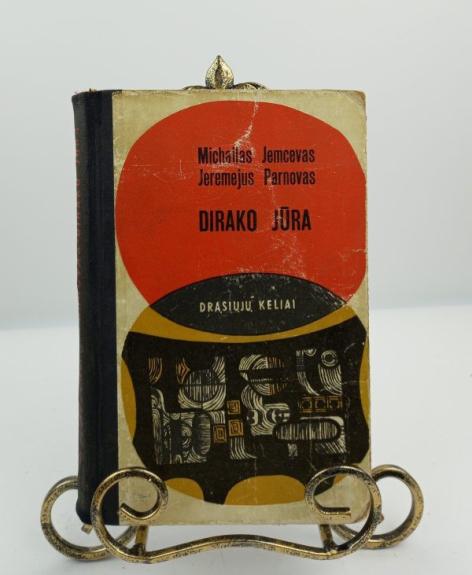 Michailas Jemcevas
Jeremejus Parnovas
DIRAKO JŪRA
DRĄSIŲJŲ KELIAI